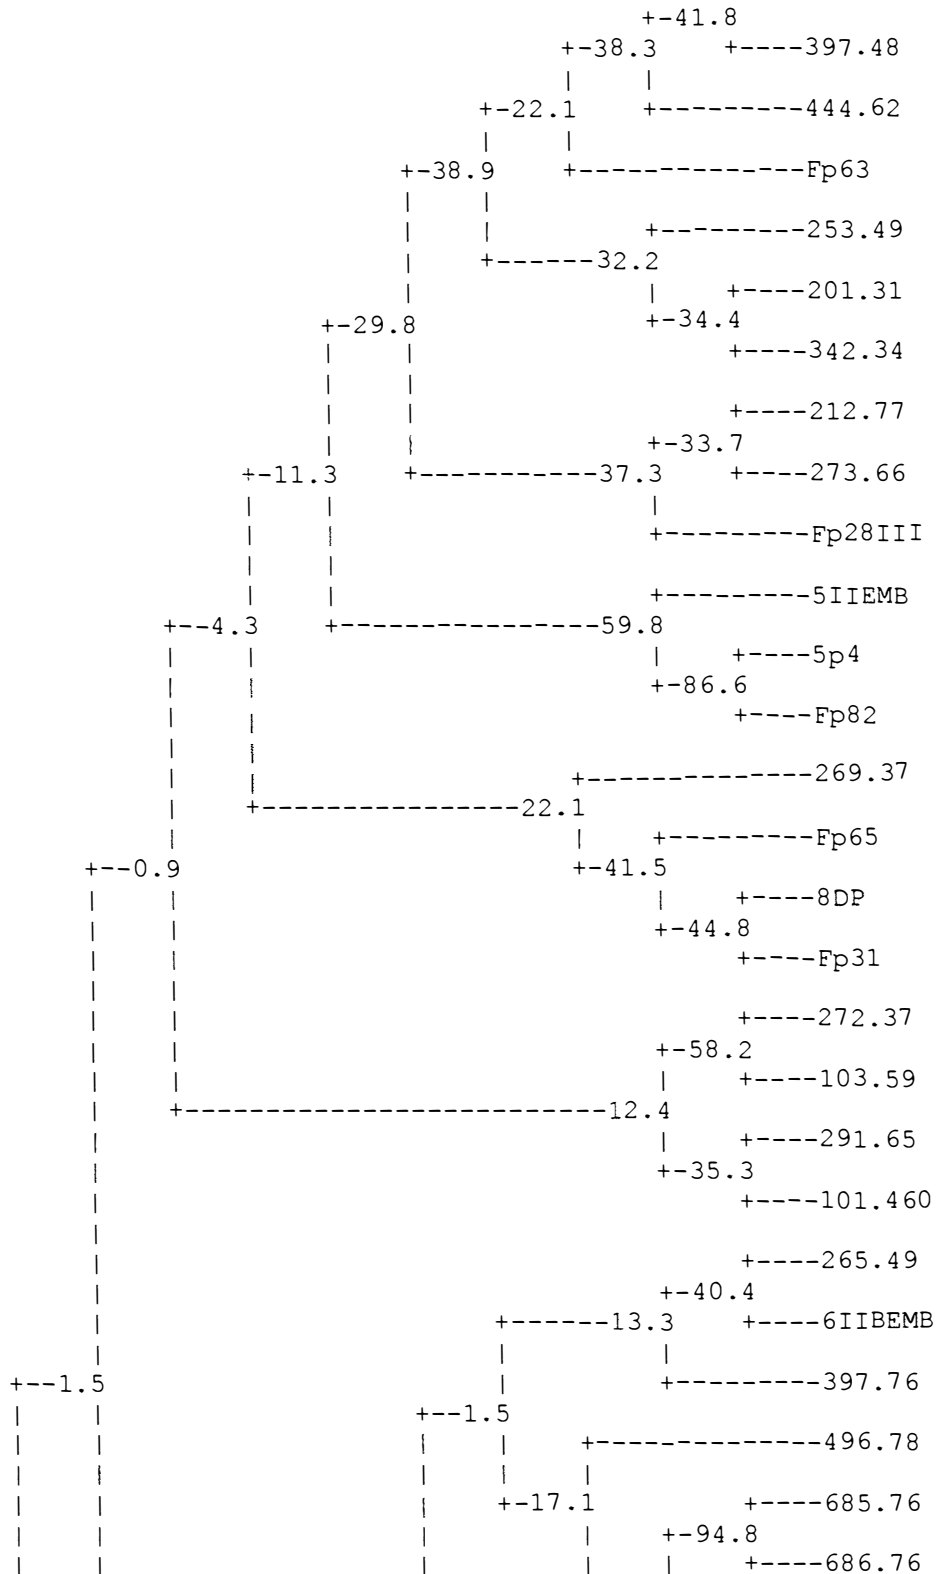 +-41.8
+-38.3 +----397.48
| |
+-22.1 +---------444.62
| |
+-38.9 +--------------Fp63
| |
| | +---------253.49
| +------32.2
| | +----201.31
+-29.8 +-34.4
| | +----342.34
| |
| | +----212.77
| | +-33.7
+-11.3 +-----------37.3 +----273.66
| | |
| | +---------Fp28III
| |
| | +---------5IIEMB
+--4.3 +----------------59.8
| | | +----5p4
| | +-86.6
| | +----Fp82
| |
| | +--------------269.37
| +----------------22.1
| | +---------Fp65
+--0.9 +-41.5
| | | +----8DP
| | +-44.8
| | +----Fp31
| |
| | +----272.37
| | +-58.2
| | | +----103.59
| +--------------------------12.4
| | +----291.65
| +-35.3
| +----101.460
|
| +----265.49
| +-40.4
| +------13.3 +----6IIBEMB
| | |
+--1.5 | +---------397.76
| | +--1.5
| | | | +--------------496.78
| | | | |
| | | +-17.1 +----685.76
| | | | +-94.8
| | | | | +----686.76